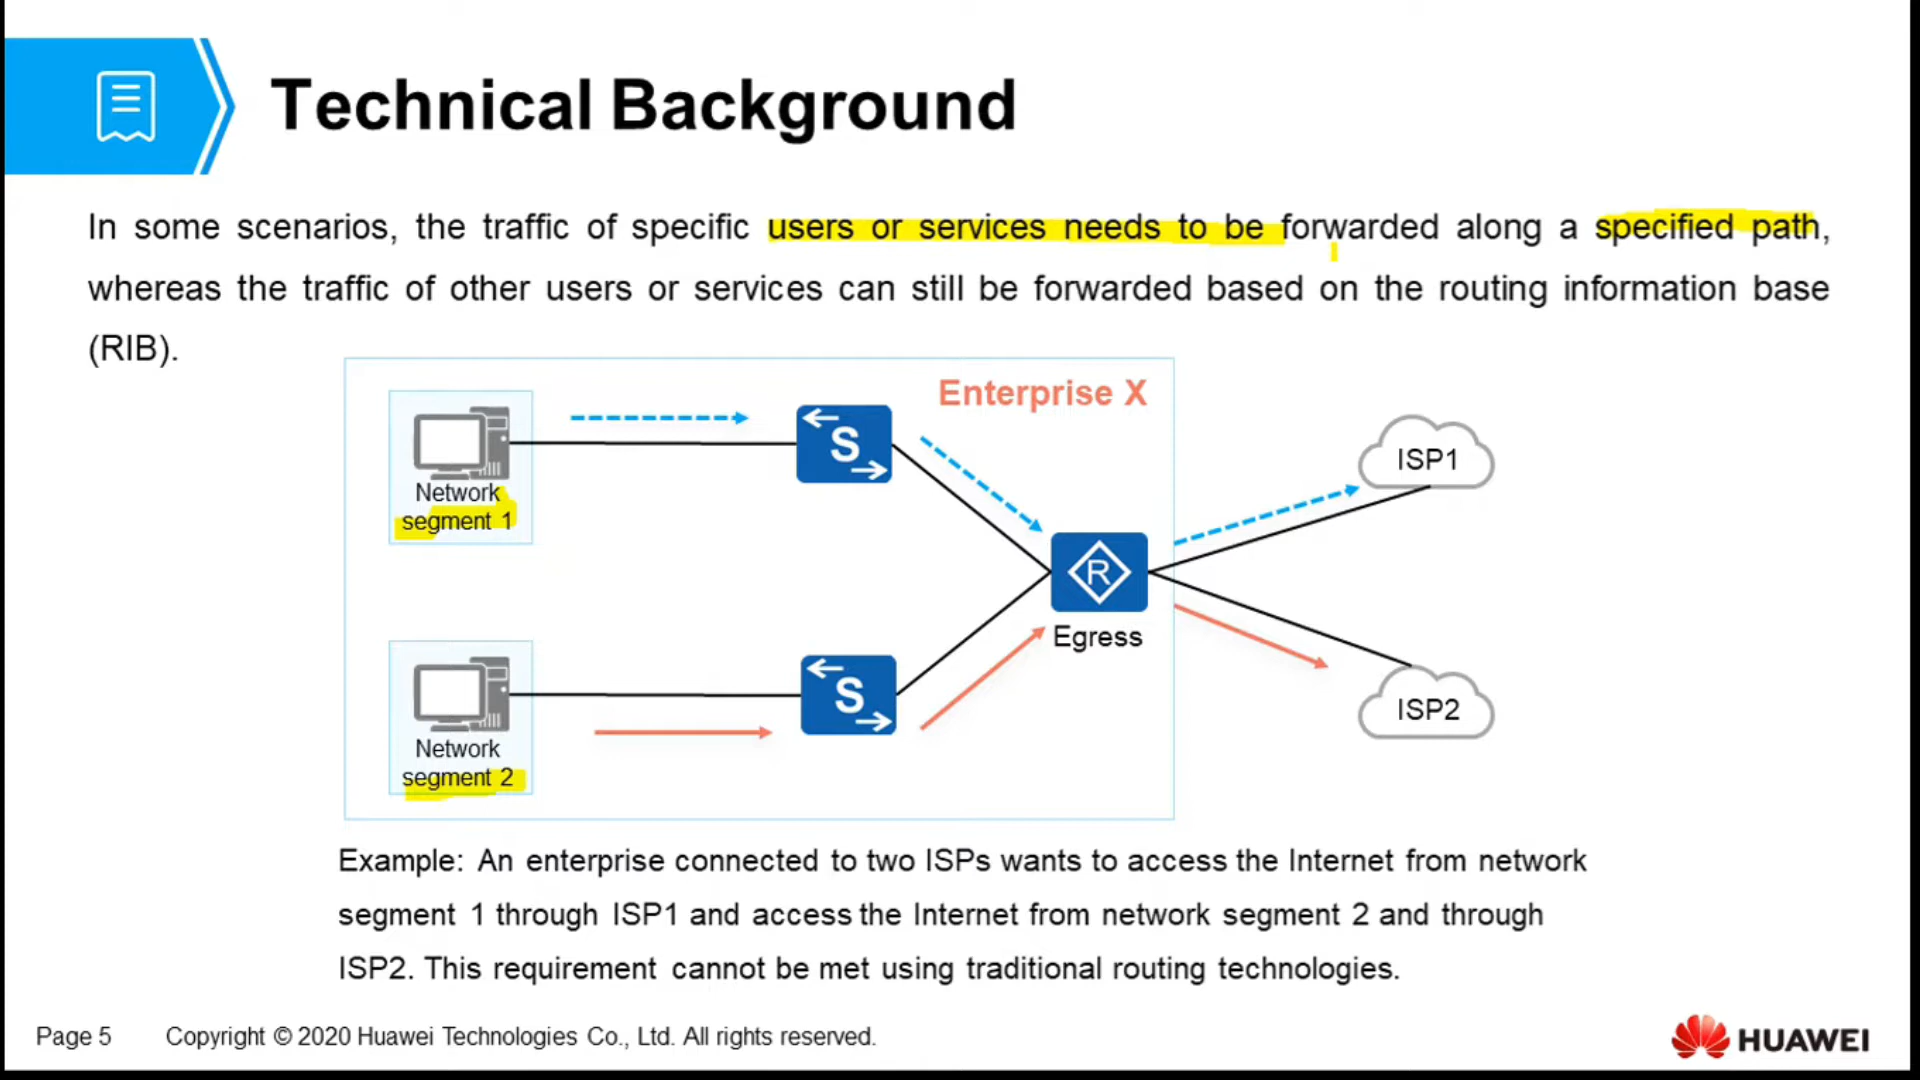 Technical Background
In some scenarios, the traffic of specific users or services needs to be forwarded along a specified path,
whereas the traffic of other users or services can still be forwarded based on the routing information base
(RIB).
Enterprise X
Network
segment 1
S
ISP1
R
Egress
Network
segment 2
S
ISP2
Example: An enterprise connected to two ISPs wants to access the Internet from network
segment 1 through ISP1 and access the Internet from network segment 2 and through
ISP2. This requirement cannot be met using traditional routing technologies.
Page 5 Copyright © 2020 Huawei Technologies Co., Ltd. All rights reserved.
HUAWEI